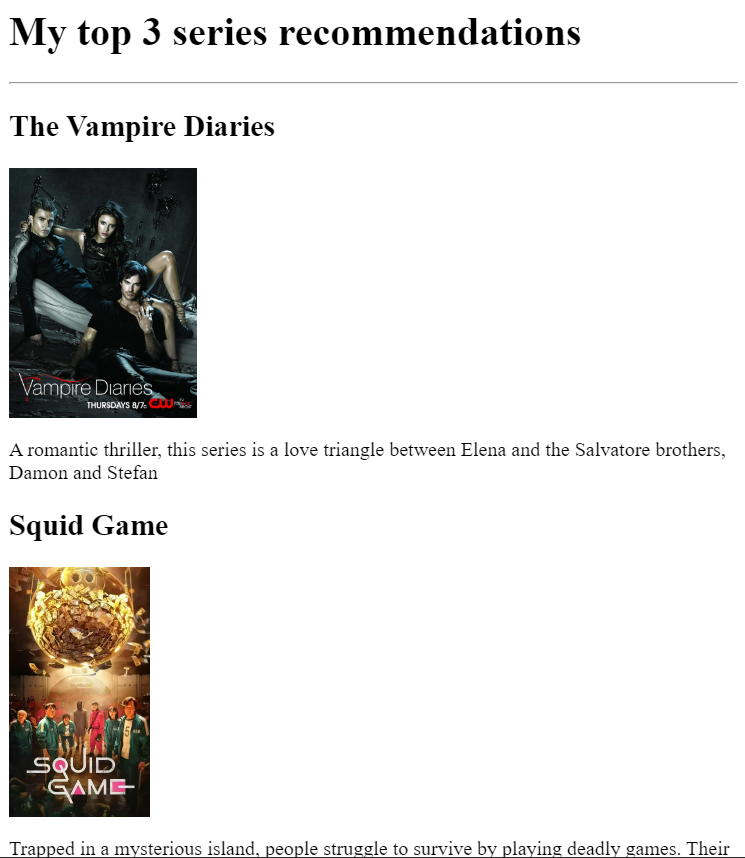 My top 3 series recommendations
The Vampire Diaries
Vampire Diaries
THURSDAYS 8/7c CW
A romantic thriller, this series is a love triangle between Elena and the Salvatore brothers,
Damon and Stefan
Squid Game
SQUID
GAME
Trapped in a mysterious island, people struggle to survive by playing deadly games. Their